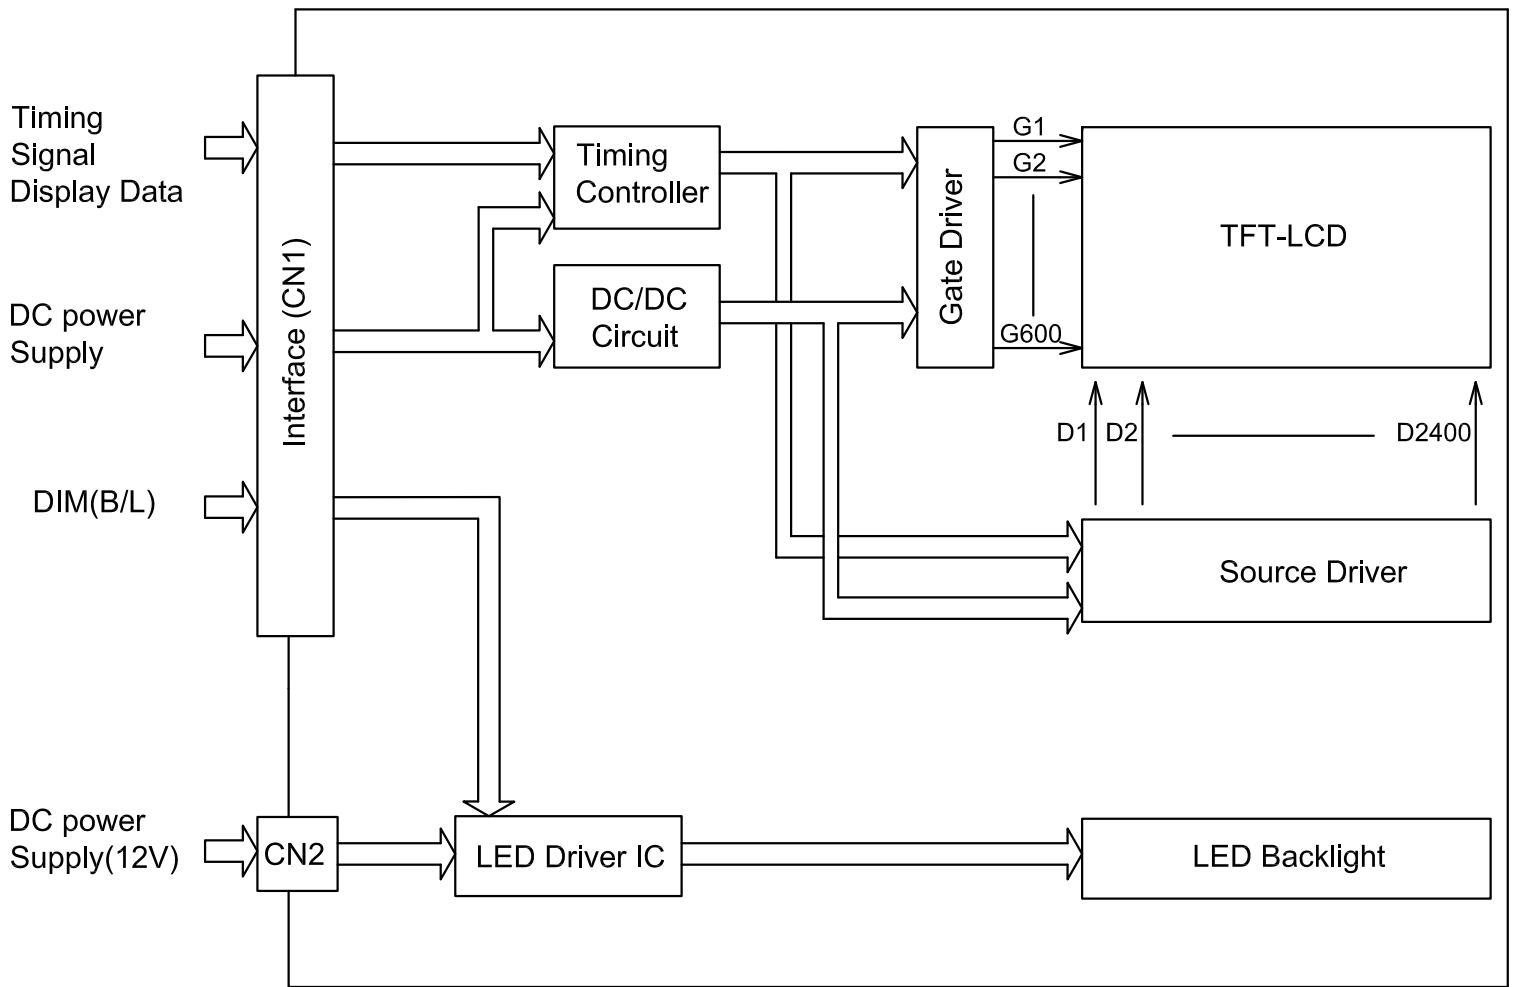 Timing
Signal
Display Data
DC power
Supply
DIM(B/L)
DC power
Supply(12V)
Interface (CN1)
CN2
Timing
Controller
DC/DC
Circuit
LED Driver IC
Gate Driver
G1
G2
G600
TFT-LCD
D1
D2
D2400
Source Driver
LED Backlight